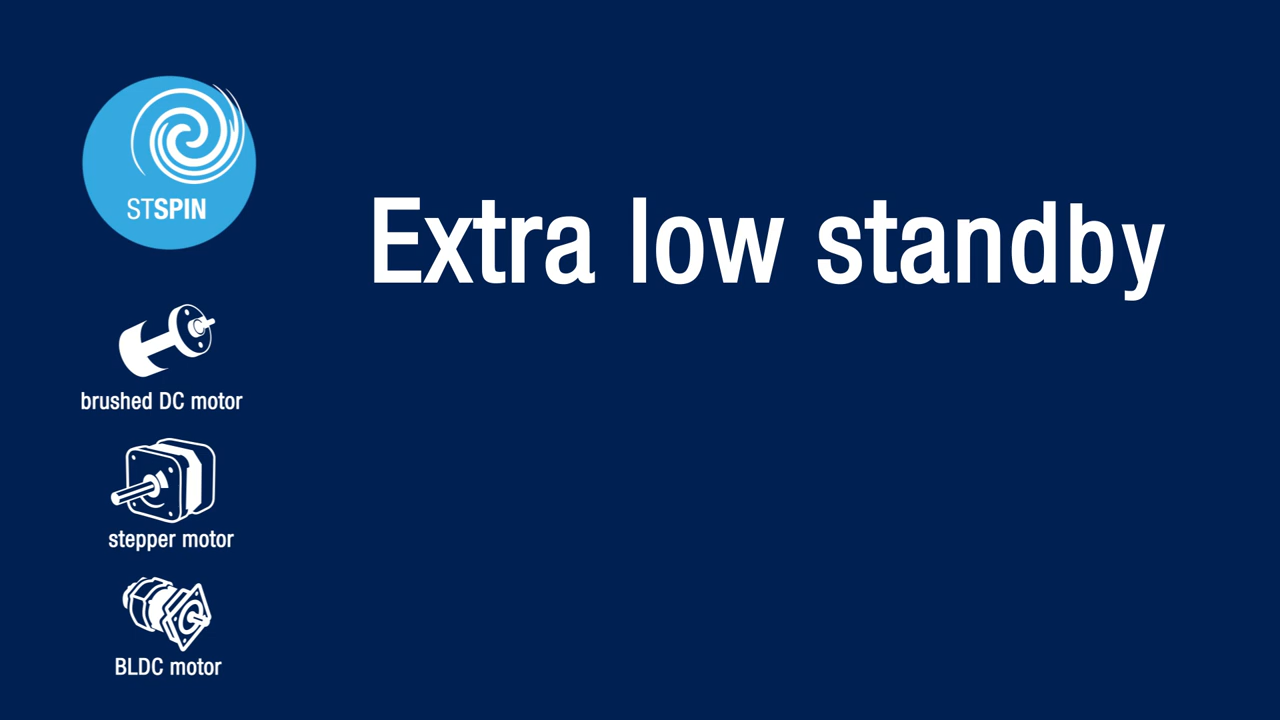 STSPIN
Extra low standby
brushed DC motor
stepper motor
BLDC motor